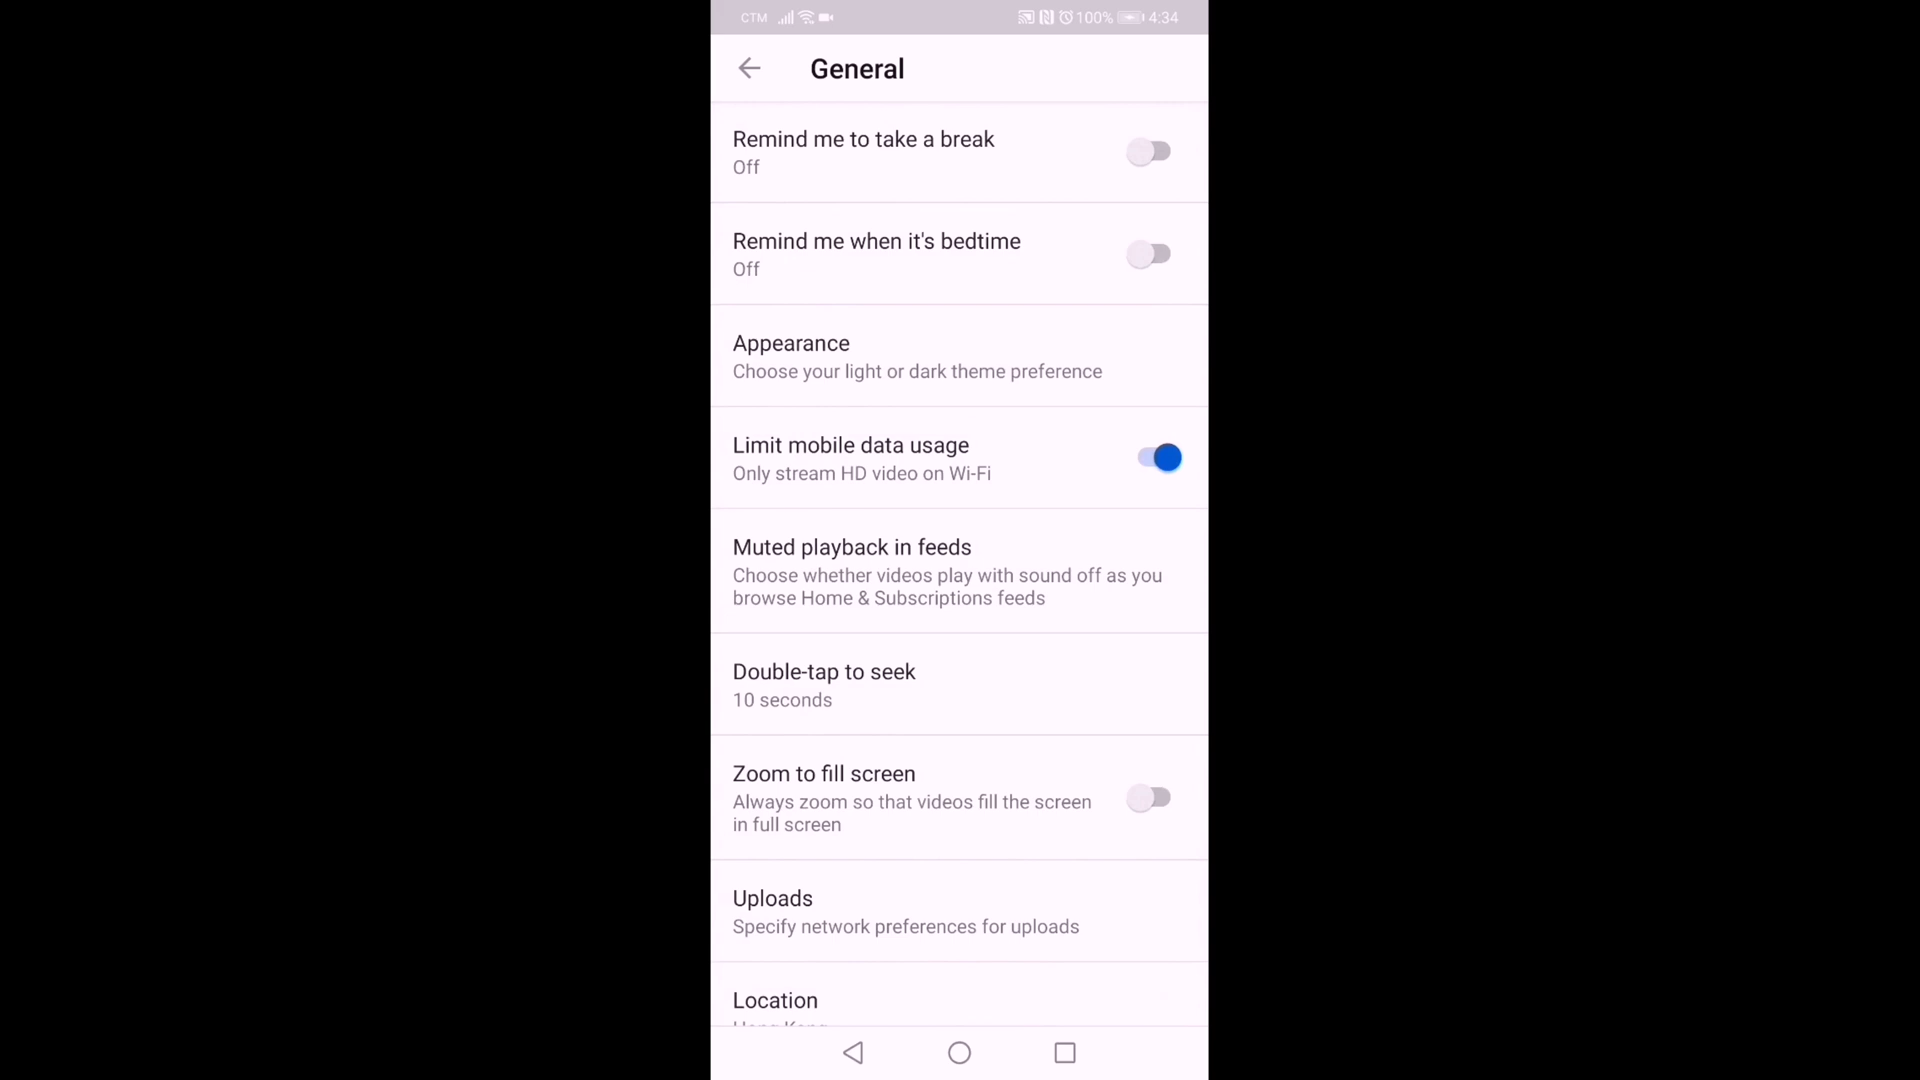 CTM 100% 4:34
General
Remind me to take a break
Off
Remind me when it's bedtime
Off
Appearance
Choose your light or dark theme preference
Limit mobile data usage
Only stream HD video on Wi-Fi
Muted playback in feeds
Choose whether videos play with sound off as you
browse Home & Subscriptions feeds
Double-tap to seek
10 seconds
Zoom to fill screen
Always zoom so that videos fill the screen
in full screen
Uploads
Specify network preferences for uploads
Location
Hong Kong